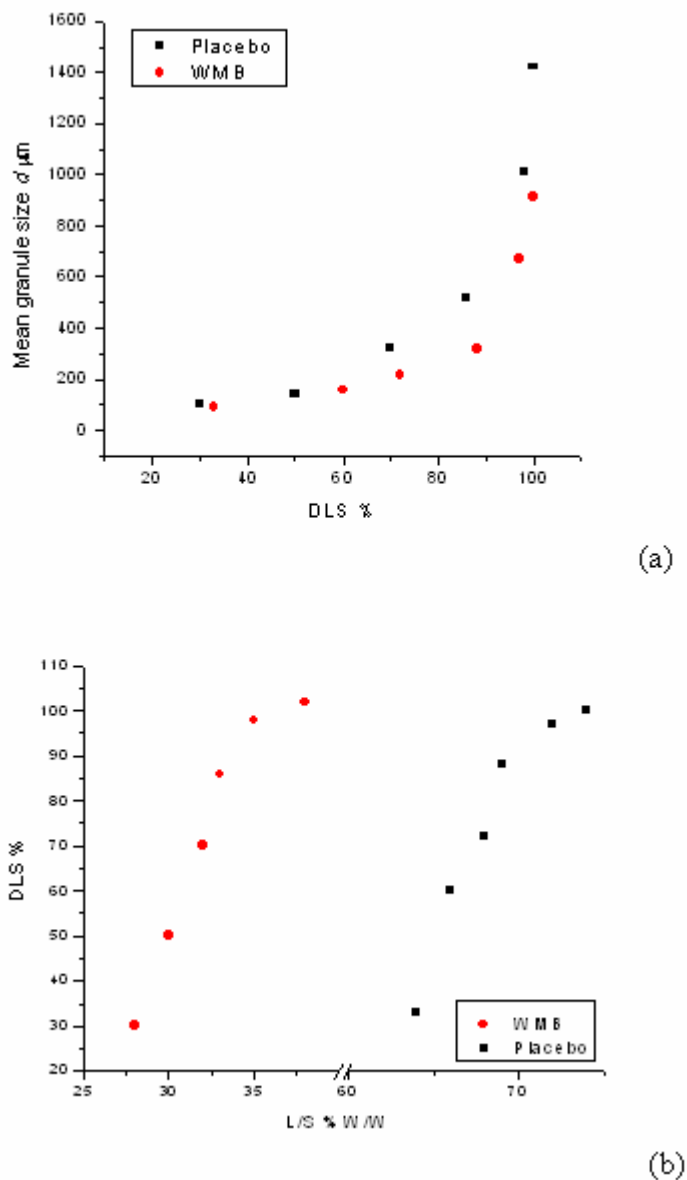 1600
1400
1200
1000
800
600
400
200
0
Mean granule size d µm
Placebo
WMB
20 40 60 80 100
DLS %
(a)
110
100
90
80
70
60
50
40
30
20
DLS %
WMB
Placebo
25 30 35 60 70
L/S % W/W
(b)